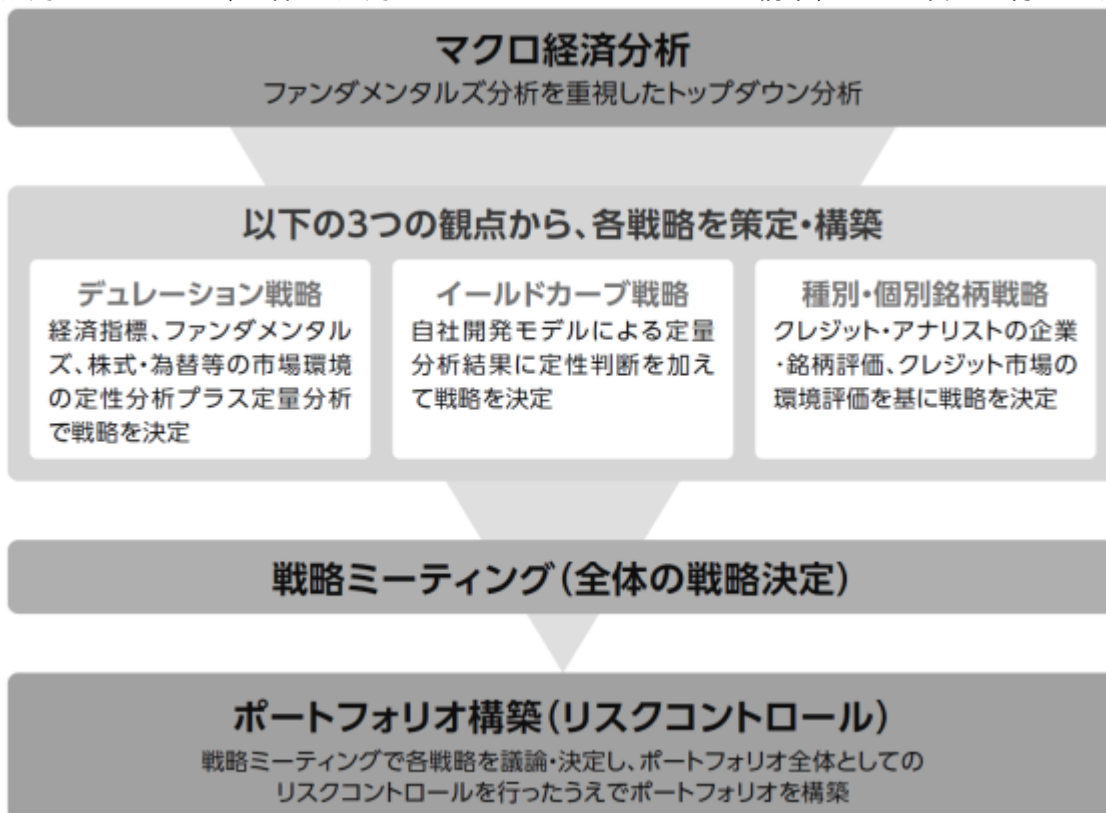 マクロ経済分析
ファンダメンタルズ分析を重視したトップダウン分析
以下の3つの観点から、各戦略を策定・構築
デュレーション戦略
経済指標、ファンダメンタル
ズ、株式・為替等の市場環境
の定性分析プラス定量分析
で戦略を決定
イールドカーブ戦略
自社開発モデルによる定量
分析結果に定性判断を加え
て戦略を決定
種別・個別銘柄戦略
クレジット・アナリストの企業
・銘柄評価、クレジット市場の
環境評価を基に戦略を決定
戦略ミーティング(全体の戦略決定)
ポートフォリオ構築(リスクコントロール)
戦略ミーティングで各戦略を議論・決定し、ポートフォリオ全体としての
リスクコントロールを行ったうえでポートフォリオを構築